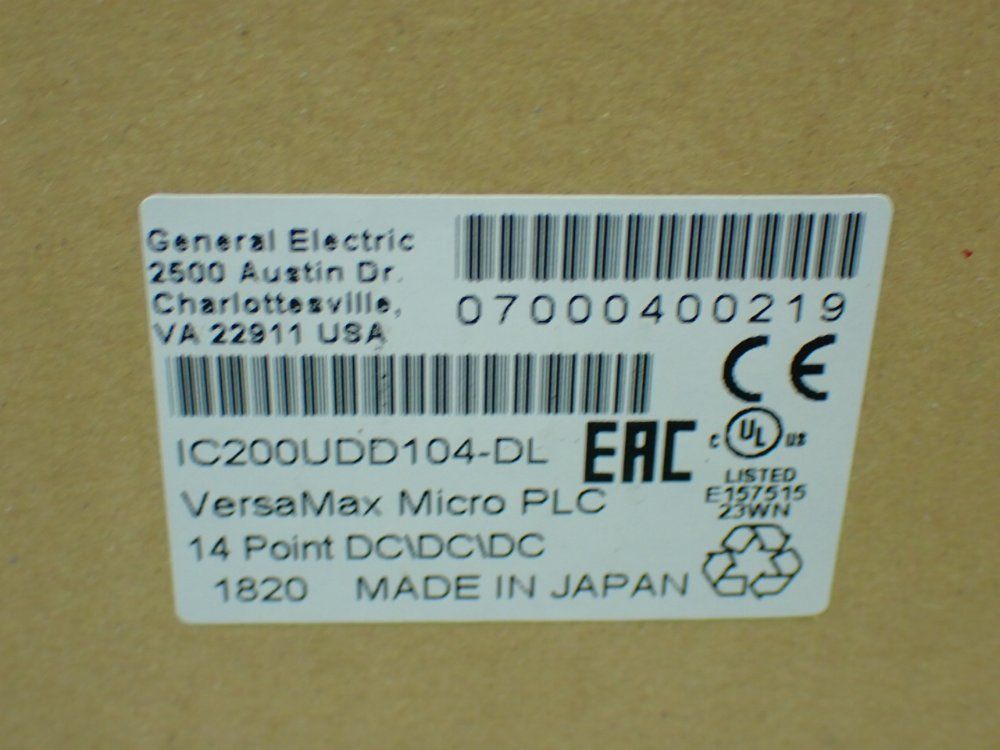 General Electric
2500 Austin Dr.
Charlottesville,
VA 22911 USA
07000400219
CE
IC200UDD104-DL
EAC
c UL us
LISTED
E157515
23WN
VersaMax Micro PLC
14 Point DC\DC\DC
1820 MADE IN JAPAN